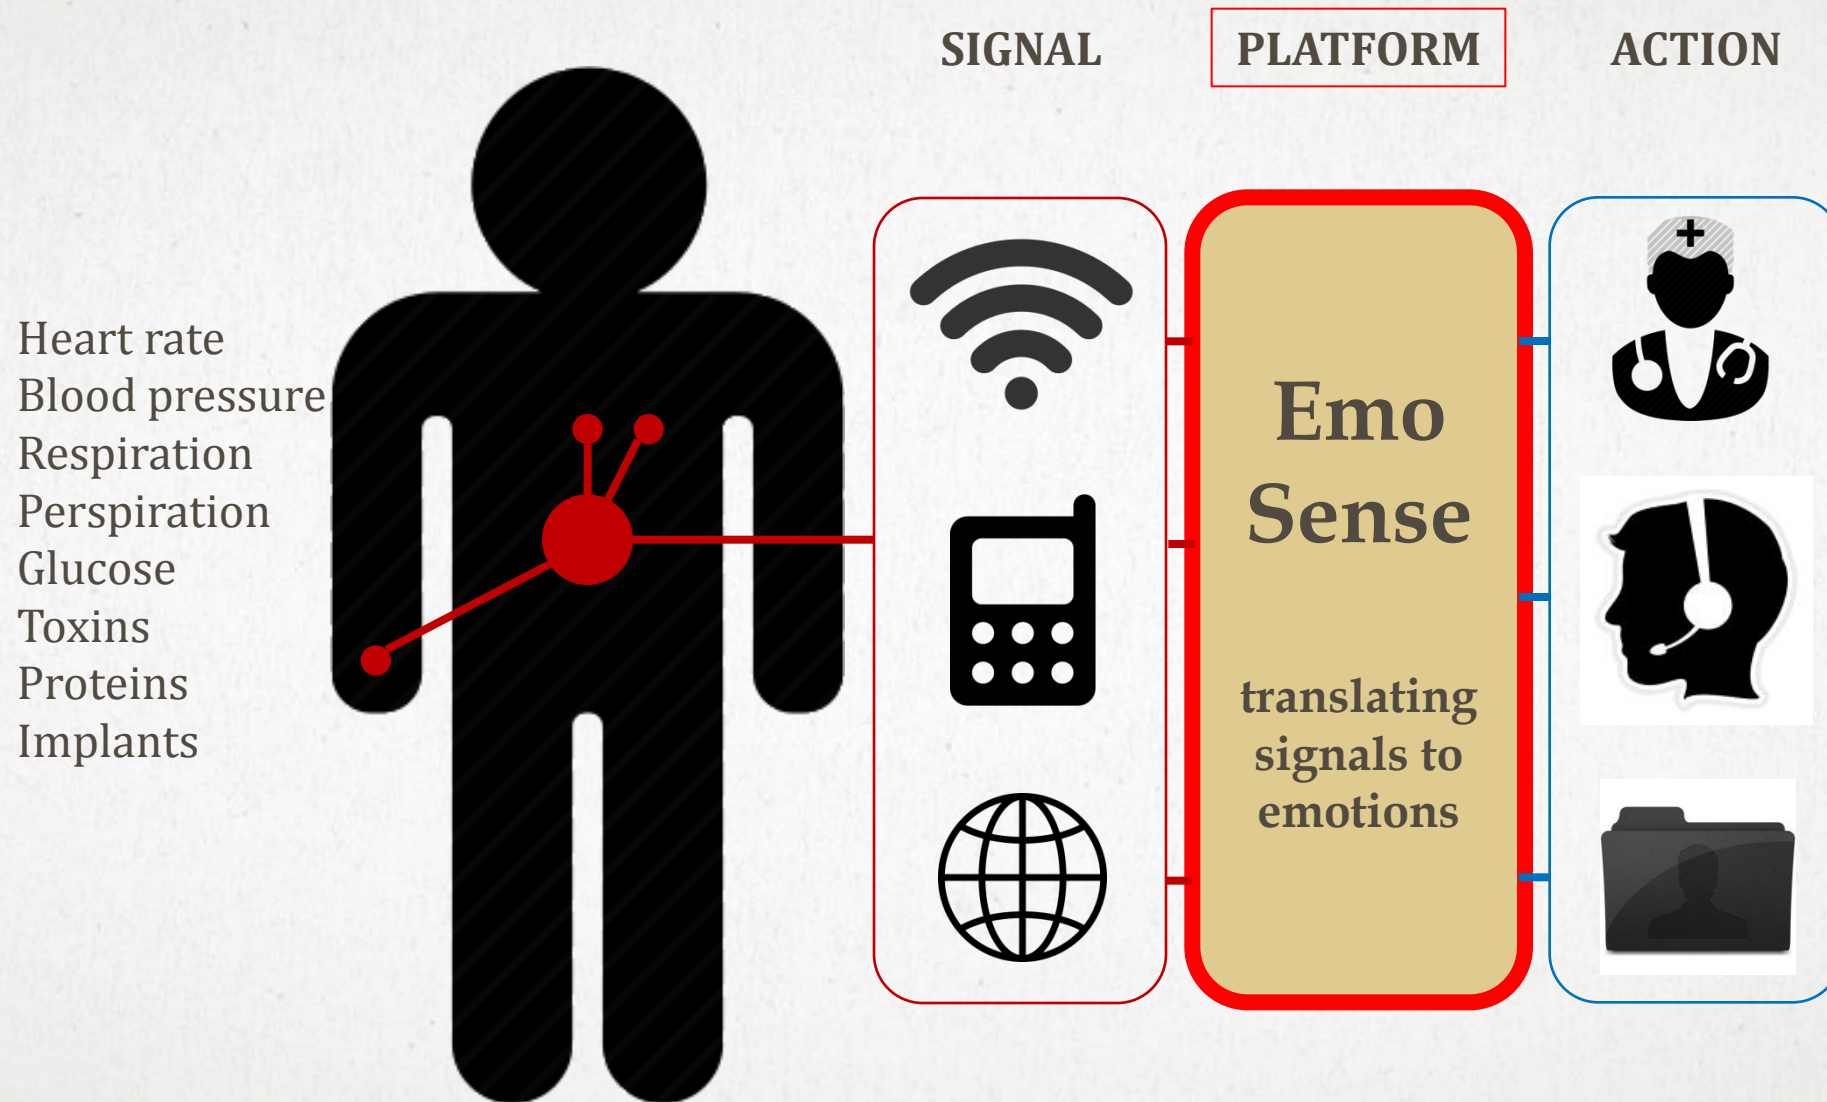 SIGNAL
PLATFORM
ACTION
Heart rate
Blood pressure
Respiration
Perspiration
Glucose
Toxins
Proteins
Implants
Emo
Sense
translating
signals to
emotions